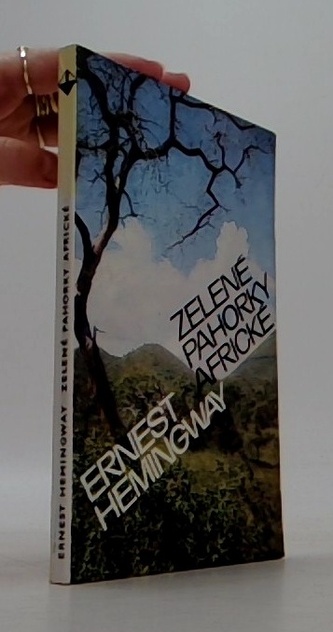 ERNEST HEMINGWAY ZELENÉ PAHORKY AFRICKÉ
ZELENÉ
PAHORKY
AFRICKÉ
ERNEST
HEMINGWAY